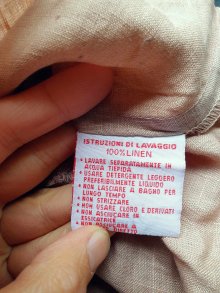 ISTRUZIONI DI LAVAGGIO
100%LINEN
• LAVARE SEPARATAMENTE IN
ACQUA TIEPIDA
• USARE DETERGENTE LEGGERO
PREFERIBILMENTE LIQUIDO
• NON LASCIARE A BAGNO PER
LUNGO TEMPO
• NON STRIZZARE
• NON USARE CLORO E DERIVATI
• NON ASCIUGARE IN
ESSICATRICE
A